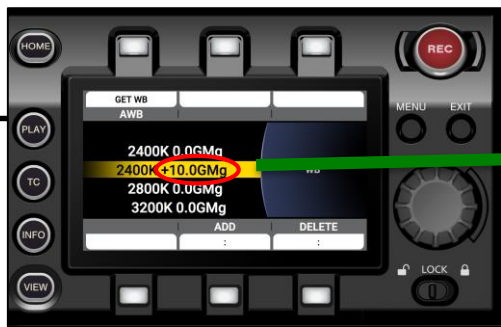 HOME
REC
GET WB
AWB
MENU EXIT
PLAY
2400K 0.0GMg
2400K +10.0GMg
WB
2800K 0.0GMg
3200K 0.0GMg
TC
INFO
ADD DELETE
: :
LOCK
VIEW